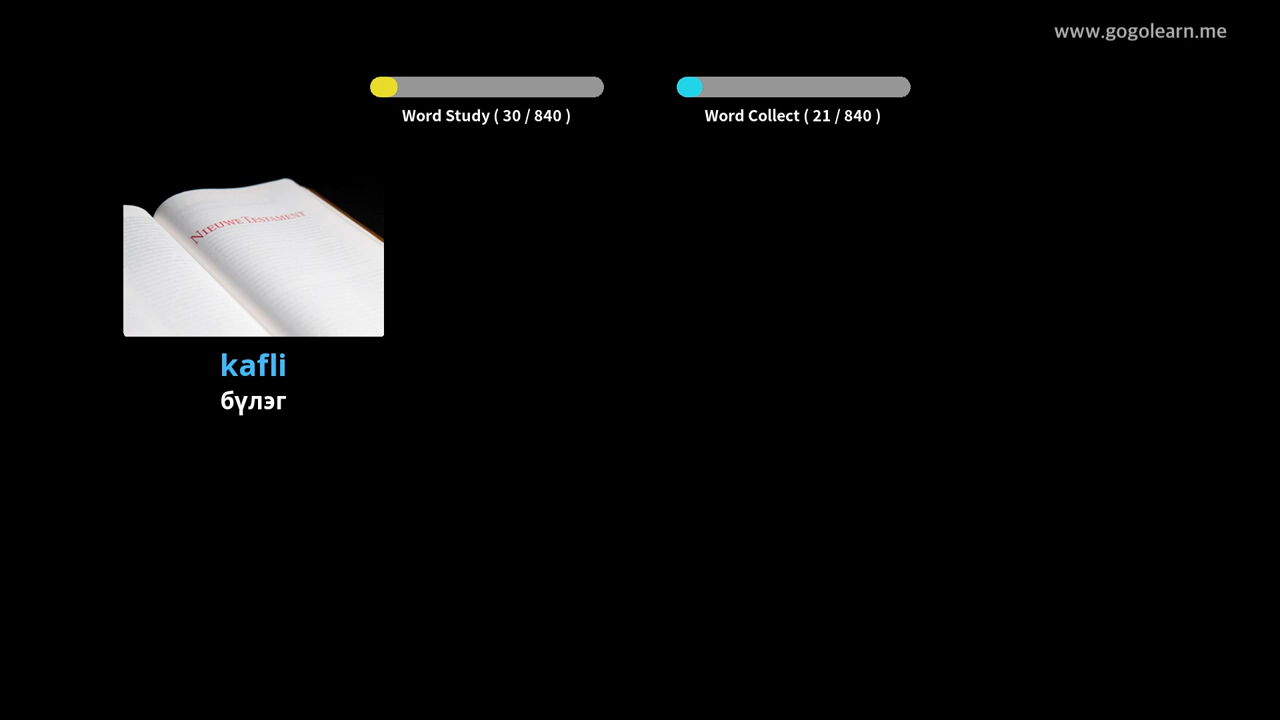 www.gogolearn.me
Word Study ( 30 / 840 )
Word Collect ( 21 / 840 )
NIEUWE TESTAMENT
kafli
бүлэг